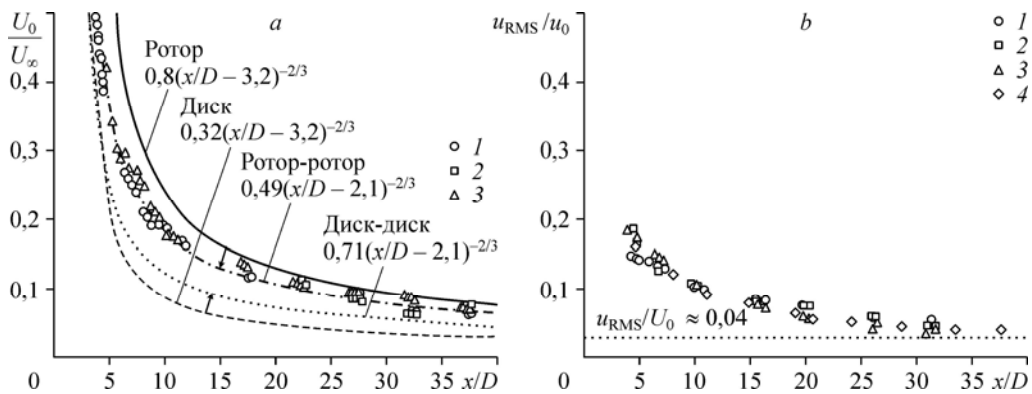 U₀/U∞
a
0,4
0,3
0,2
0,1
0
5 10 15 20 25 30 35 x/D
Ротор
0,8(x/D – 3,2)^–2/3
Диск
0,32(x/D – 3,2)^–2/3
Ротор-ротор
0,49(x/D – 2,1)^–2/3
Диск-диск
0,71(x/D – 2,1)^–2/3
1
2
3
u_RMS/u₀
b
1
2
3
4
0,4
0,3
0,2
0,1
u_RMS/U₀ ≈ 0,04
0
5 10 15 20 25 30 35 x/D